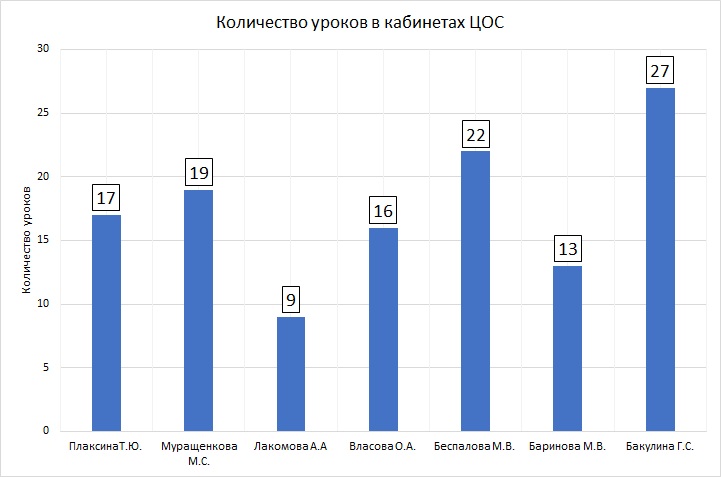 Количество уроков в кабинетах ЦОС
Количество уроков
30
25
20
15
10
5
0
17
19
9
16
22
13
27
Плаксина Т.Ю.
Муращенкова
М.С.
Лакомова А.А
Власова О.А.
Беспалова М.В.
Баринова М.В.
Бакулина Г.С.